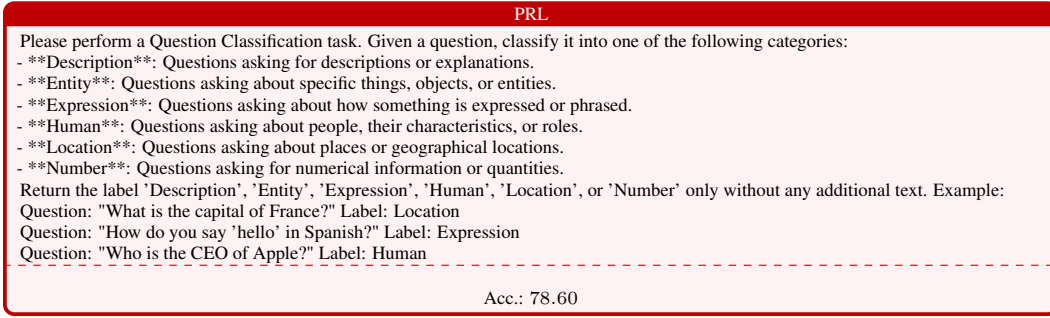 PRL
Please perform a Question Classification task. Given a question, classify it into one of the following categories:
- **Description**: Questions asking for descriptions or explanations.
- **Entity**: Questions asking about specific things, objects, or entities.
- **Expression**: Questions asking about how something is expressed or phrased.
- **Human**: Questions asking about people, their characteristics, or roles.
- **Location**: Questions asking about places or geographical locations.
- **Number**: Questions asking for numerical information or quantities.
Return the label ’Description’, ’Entity’, ’Expression’, ’Human’, ’Location’, or ’Number’ only without any additional text. Example:
Question: "What is the capital of France?" Label: Location
Question: "How do you say ’hello’ in Spanish?" Label: Expression
Question: "Who is the CEO of Apple?" Label: Human
Acc.: 78.60